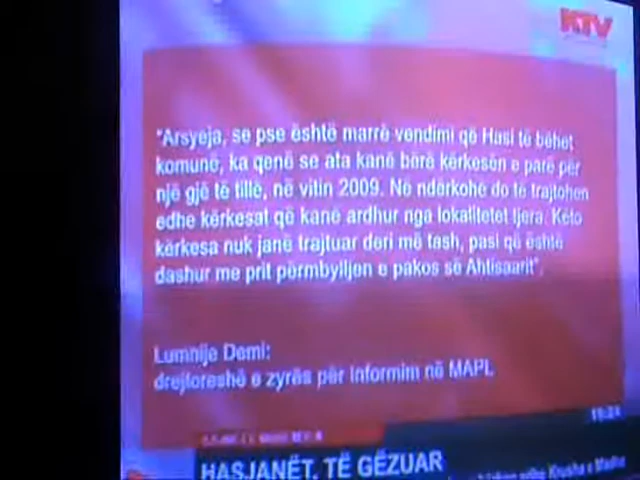 KTV
"Arsyeja, se pse është marrë vendimi që Hasi të bëhet
komunë, ka qenë se ata kanë bërë kërkesën e parë për
një gjë të tillë, në vitin 2009. Në ndërkohë do të trajtohen
edhe kërkesat që kanë ardhur nga lokalitetet tjera. Këto
kërkesa nuk janë trajtuar deri më tash, pasi që është
dashur me prit përmbylljen e pakos së Ahtisaarit".
Lumnije Demi:
drejtoreshë e zyrës për informim në MAPL
HASJANËT, TË GËZUAR
edhe Krusha e Madhe